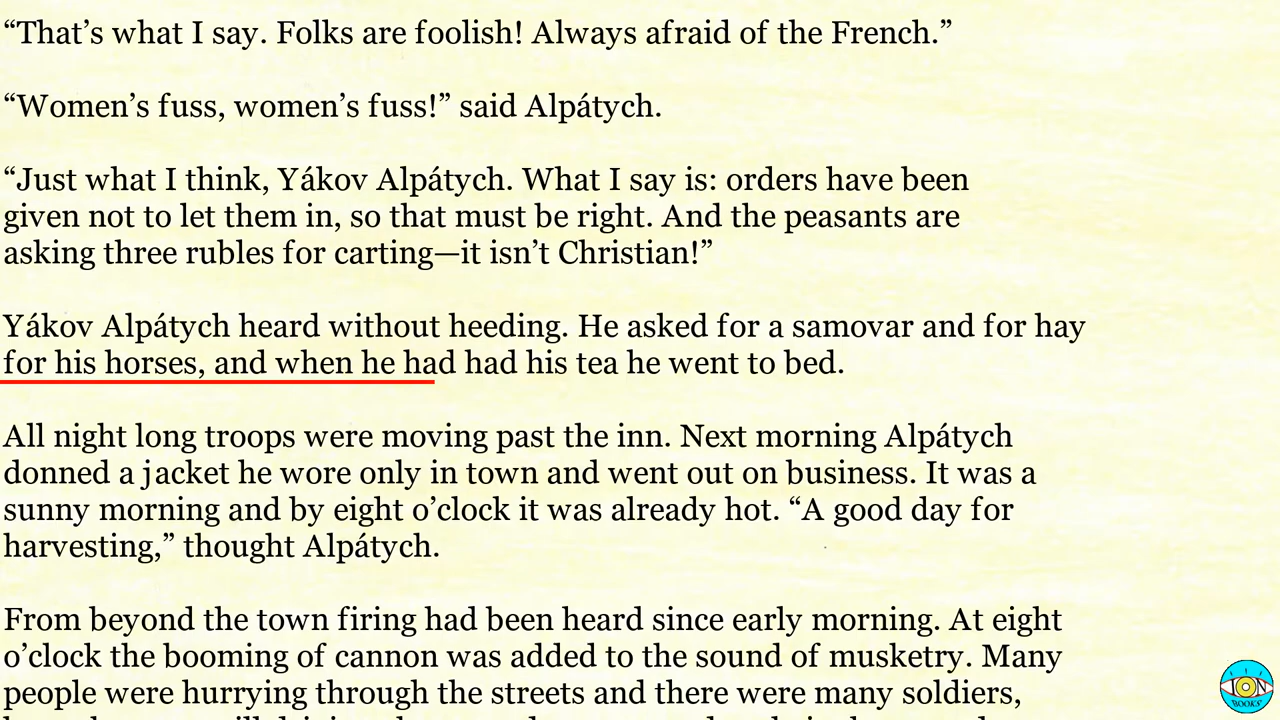 “That’s what I say. Folks are foolish! Always afraid of the French.”
“Women’s fuss, women’s fuss!” said Alpátych.
“Just what I think, Yákov Alpátych. What I say is: orders have been
given not to let them in, so that must be right. And the peasants are
asking three rubles for carting—it isn’t Christian!”
Yákov Alpátych heard without heeding. He asked for a samovar and for hay
for his horses, and when he had had his tea he went to bed.
All night long troops were moving past the inn. Next morning Alpátych
donned a jacket he wore only in town and went out on business. It was a
sunny morning and by eight o’clock it was already hot. “A good day for
harvesting,” thought Alpátych.
From beyond the town firing had been heard since early morning. At eight
o’clock the booming of cannon was added to the sound of musketry. Many
people were hurrying through the streets and there were many soldiers,
ION
BOOKS